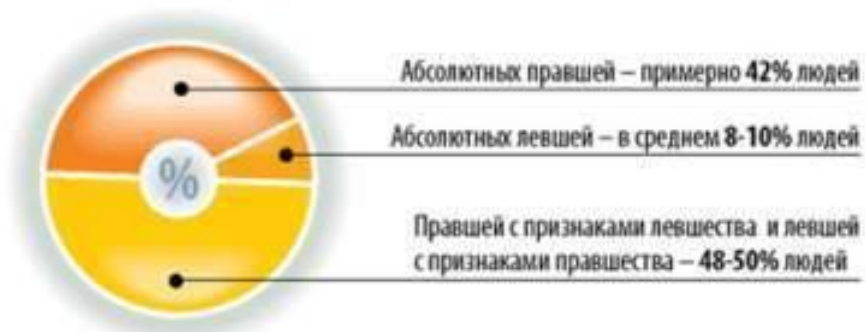 Абсолютных правшей – примерно 42% людей
Абсолютных левшей – в среднем 8-10% людей
%
Правшей с признаками левшества и левшей
с признаками правшества – 48-50% людей